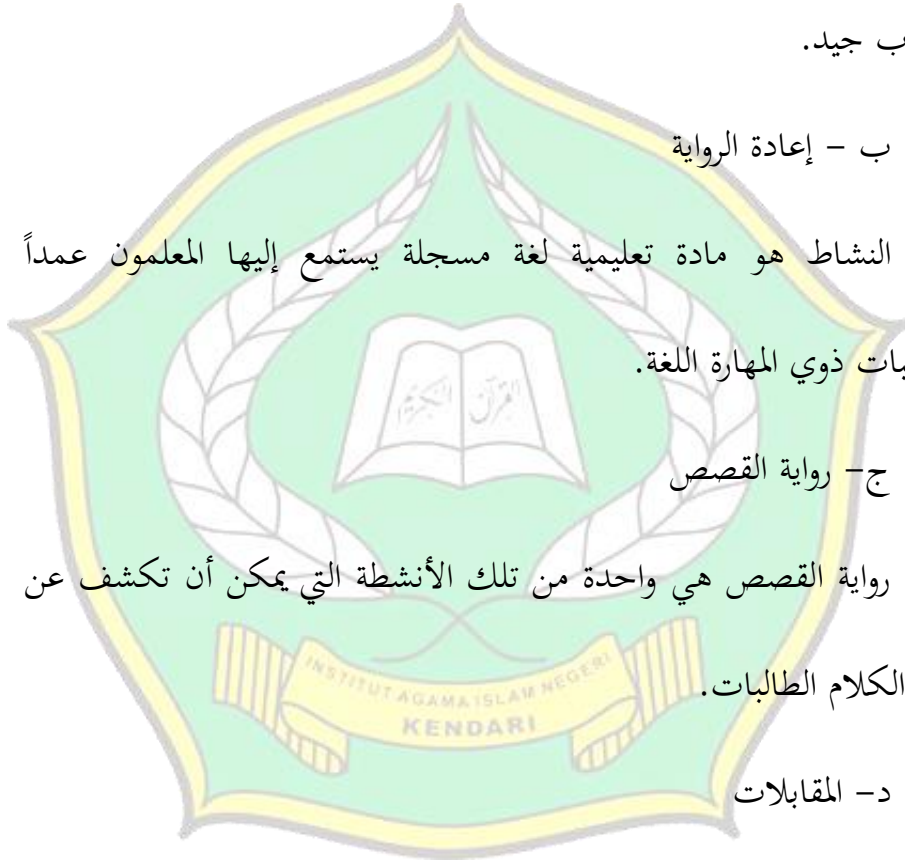 ب جيد.
ب – إعادة الرواية
النشاط هو مادة تعليمية لغة مسجلة يستمع إليها المعلمون عمداً
بات ذوي المهارة اللغة.
ج– رواية القصص
القرآن الكريم
رواية القصص هي واحدة من تلك الأنشطة التي يمكن أن تكشف عن
INSTITUT AGAMA ISLAM NEGERI
الكلام الطالبات.
KENDARI
د– المقابلات